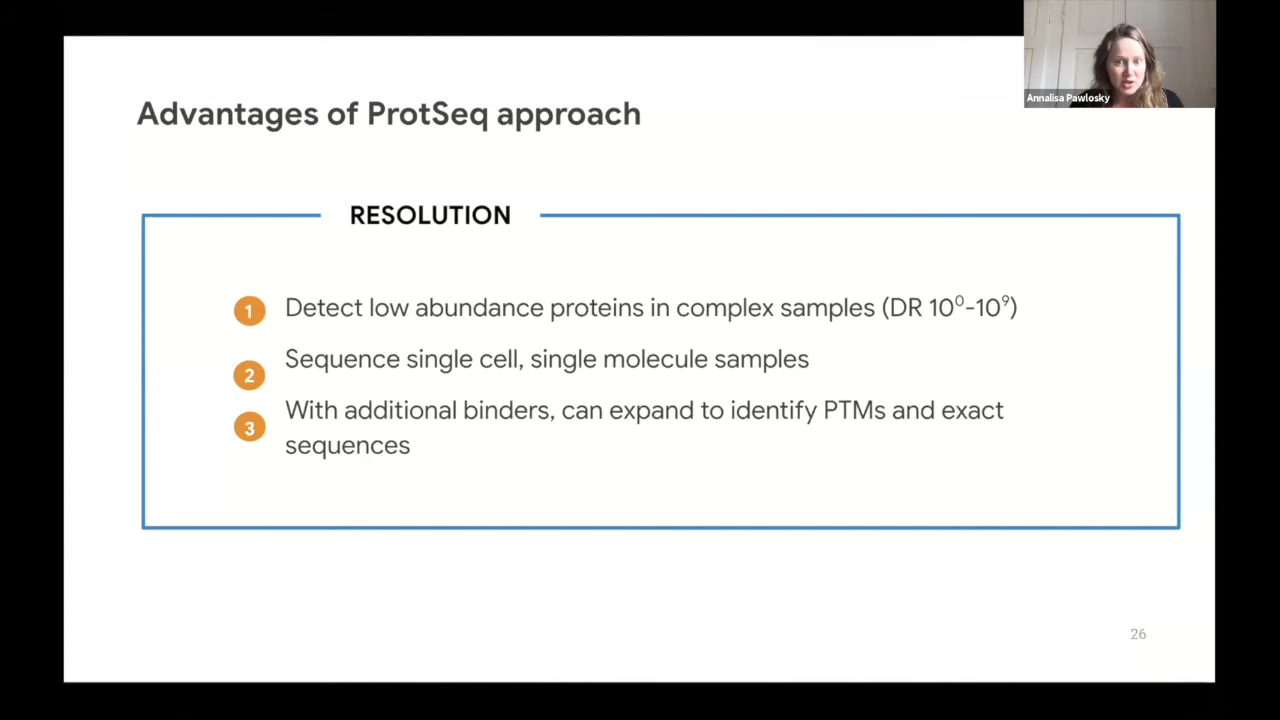 Annalisa Pawlosky
Advantages of ProtSeq approach
RESOLUTION
1 Detect low abundance proteins in complex samples (DR 10⁰-10⁹)
2 Sequence single cell, single molecule samples
3 With additional binders, can expand to identify PTMs and exact
sequences
26